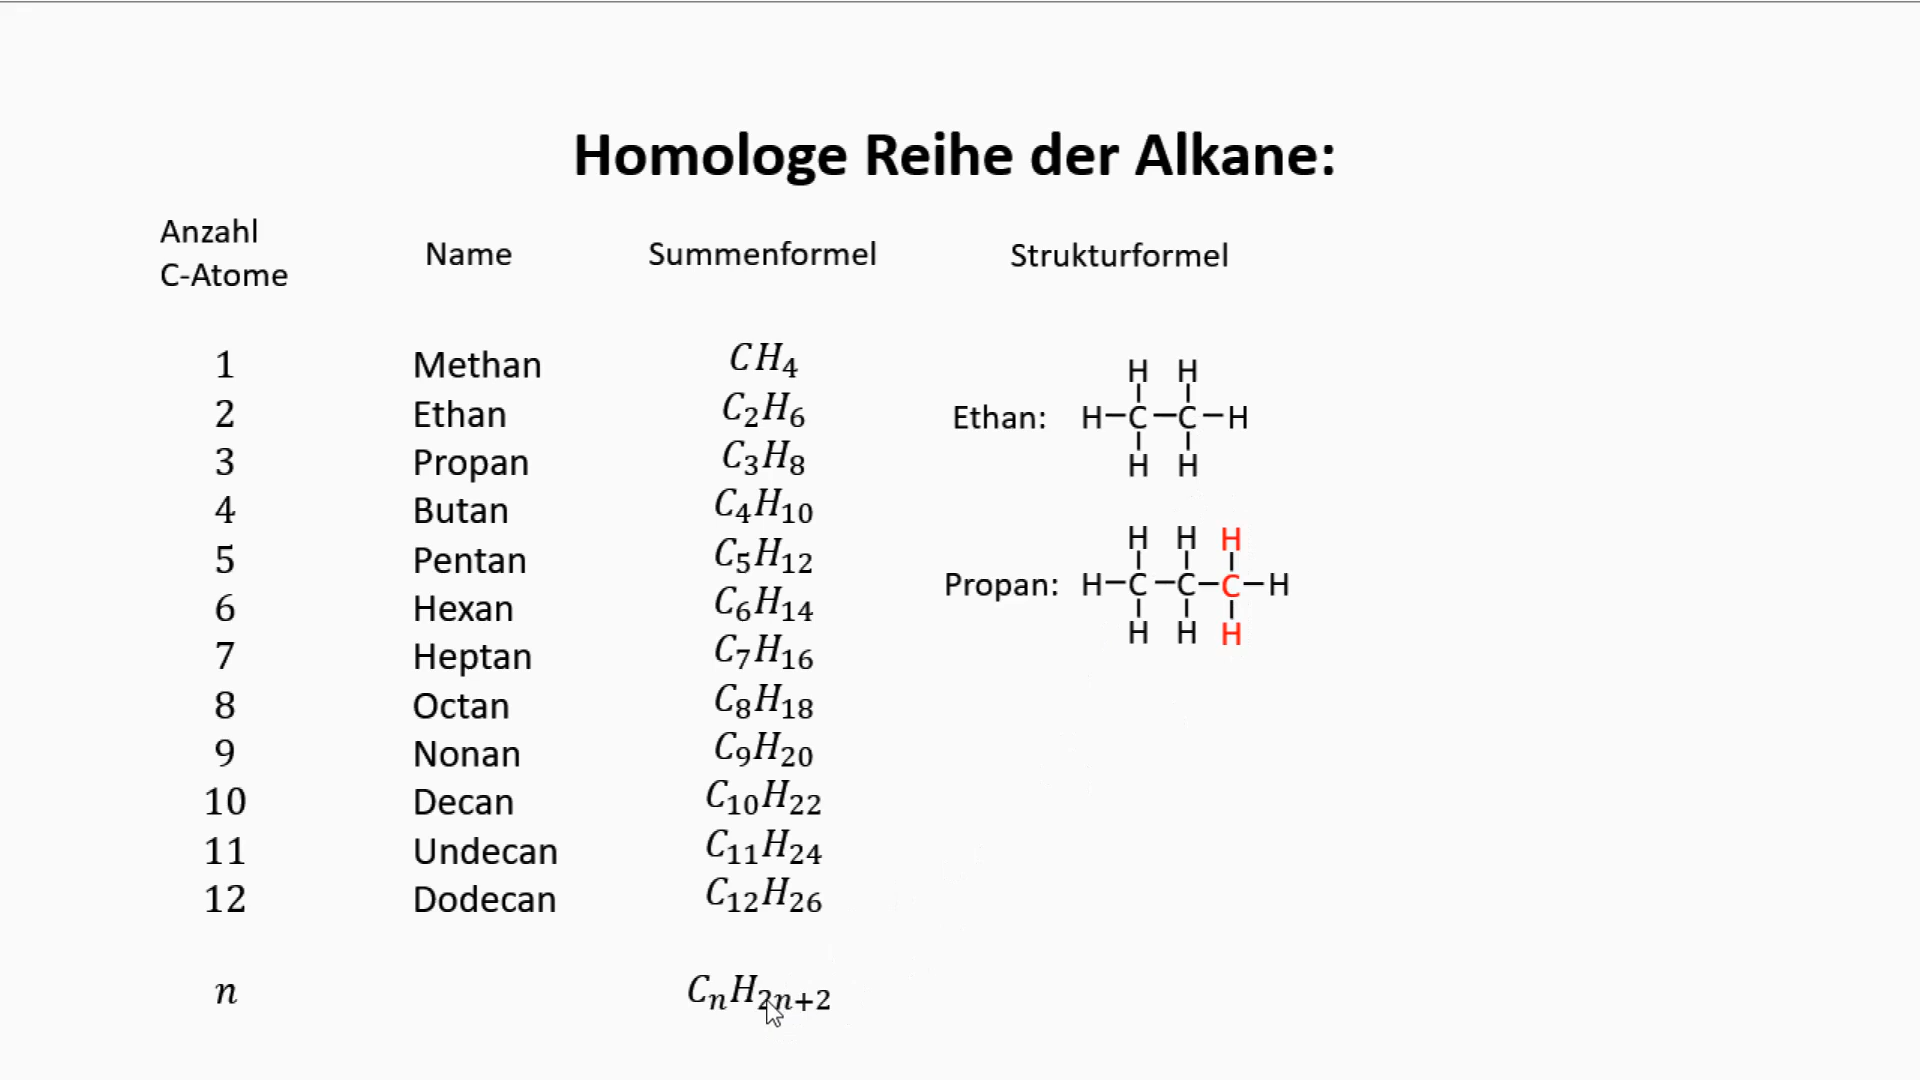 Homologe Reihe der Alkane:
Anzahl
C-Atome
Name
Summenformel
Strukturformel
1 Methan CH₄
2 Ethan C₂H₆
3 Propan C₃H₈
4 Butan C₄H₁₀
5 Pentan C₅H₁₂
6 Hexan C₆H₁₄
7 Heptan C₇H₁₆
8 Octan C₈H₁₈
9 Nonan C₉H₂₀
10 Decan C₁₀H₂₂
11 Undecan C₁₁H₂₄
12 Dodecan C₁₂H₂₆
n CₙH₂ₙ₊₂
H H
Ethan: H–C–C–H
H H
H H H
Propan: H–C–C–C–H
H H H